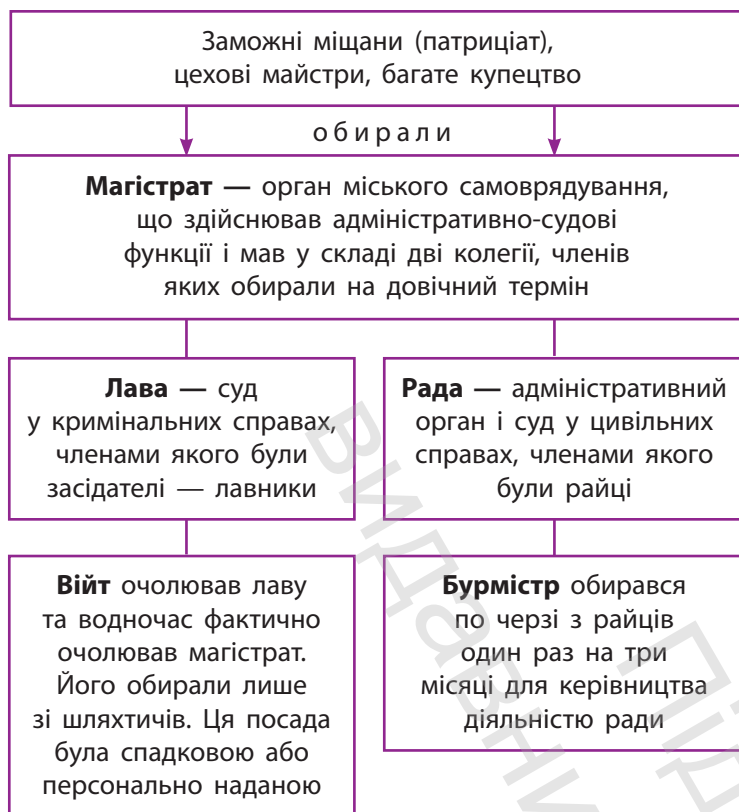 Заможні міщани (патриціат),
цехові майстри, багате купецтво
обирали
Магістрат — орган міського самоврядування,
що здійснював адміністративно-судові
функції і мав у складі дві колегії, членів
яких обирали на довічний термін
Лава — суд
у кримінальних справах,
членами якого були
засідателі — лавники
Рада — адміністративний
орган і суд у цивільних
справах, членами якого
були райці
Війт очолював лаву
та водночас фактично
очолював магістрат.
Його обирали лише
зі шляхтичів. Ця посада
була спадковою або
персонально наданою
Бурмістр обирався
по черзі з райців
один раз на три
місяці для керівництва
діяльністю ради